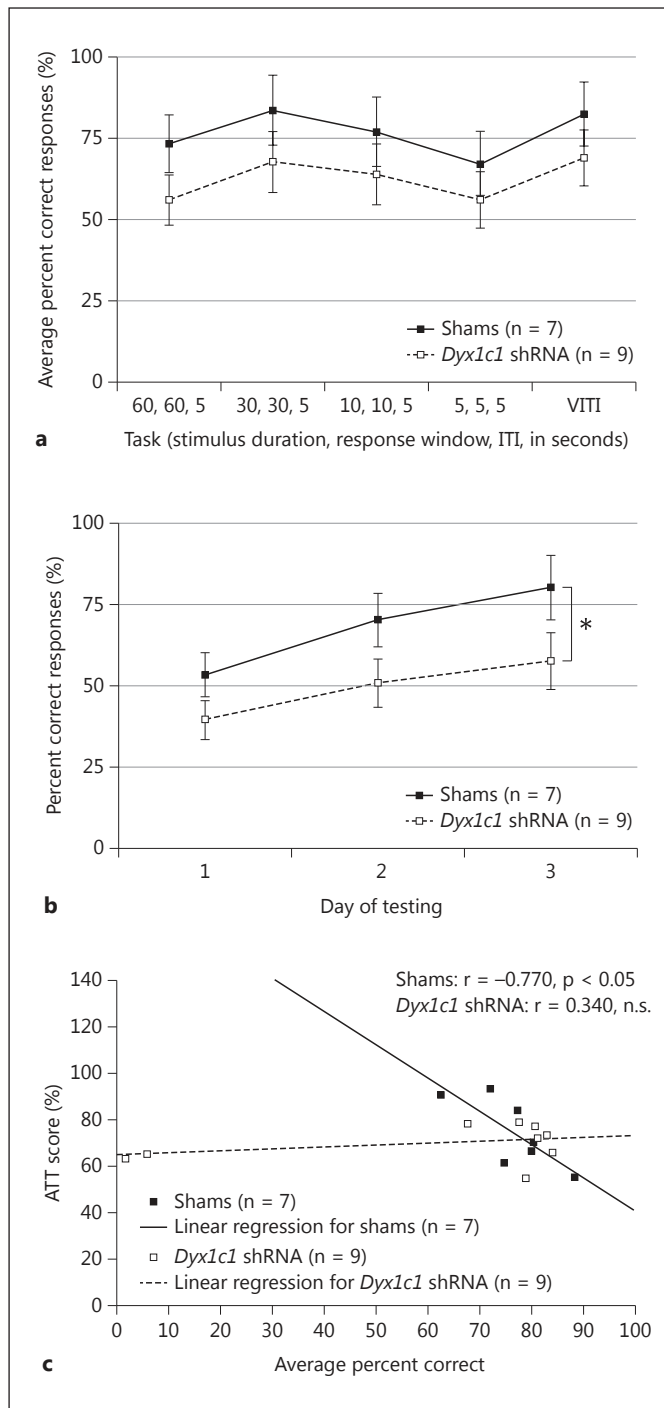 Average percent correct responses (%)
100
75
50
25
0
Shams (n = 7)
Dyx1c1 shRNA (n = 9)
60, 60, 5 30, 30, 5 10, 10, 5 5, 5, 5 VITI
a Task (stimulus duration, response window, ITI, in seconds)
Percent correct responses (%)
100
75
50
25
0
*
Shams (n = 7)
Dyx1c1 shRNA (n = 9)
1 2 3
b Day of testing
ATT score (%)
140
120
100
80
60
40
20
0
Shams: r = –0.770, p < 0.05
Dyx1c1 shRNA: r = 0.340, n.s.
Shams (n = 7)
Linear regression for shams (n = 7)
Dyx1c1 shRNA (n = 9)
Linear regression for Dyx1c1 shRNA (n = 9)
0 10 20 30 40 50 60 70 80 90 100
c Average percent correct